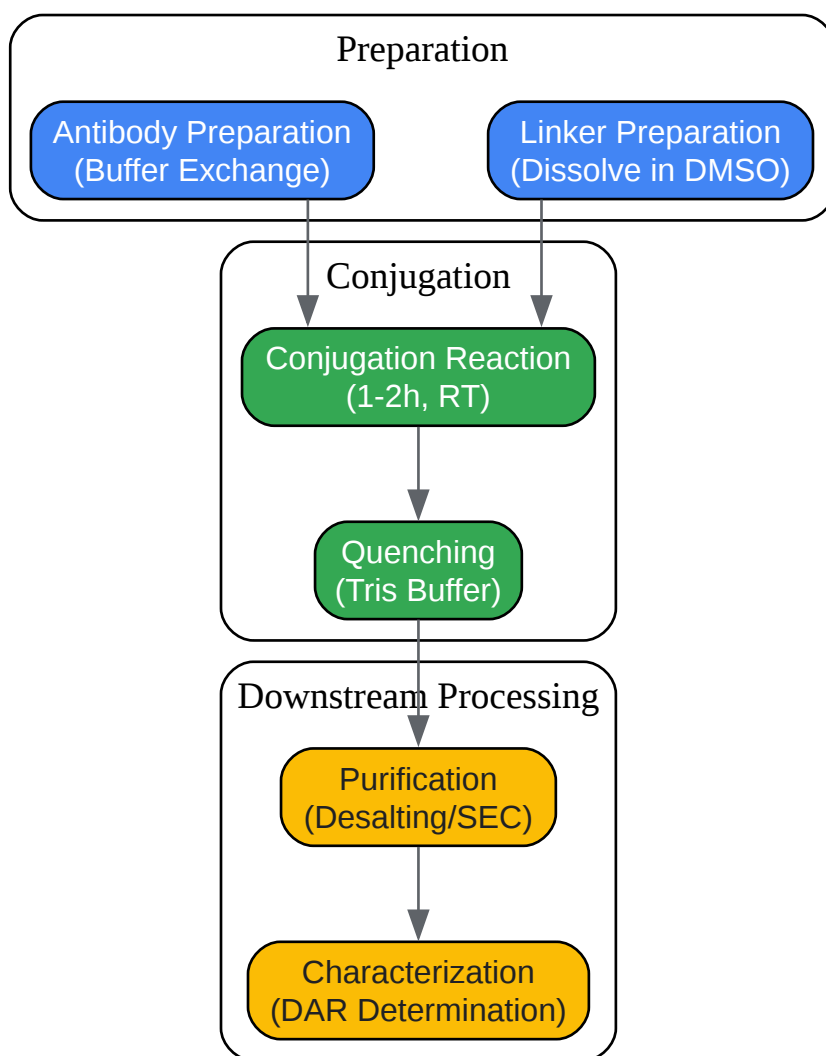 Preparation
Antibody Preparation
(Buffer Exchange)
Linker Preparation
(Dissolve in DMSO)
Conjugation
Conjugation Reaction
(1-2h, RT)
Quenching
(Tris Buffer)
Downstream Processing
Purification
(Desalting/SEC)
Characterization
(DAR Determination)